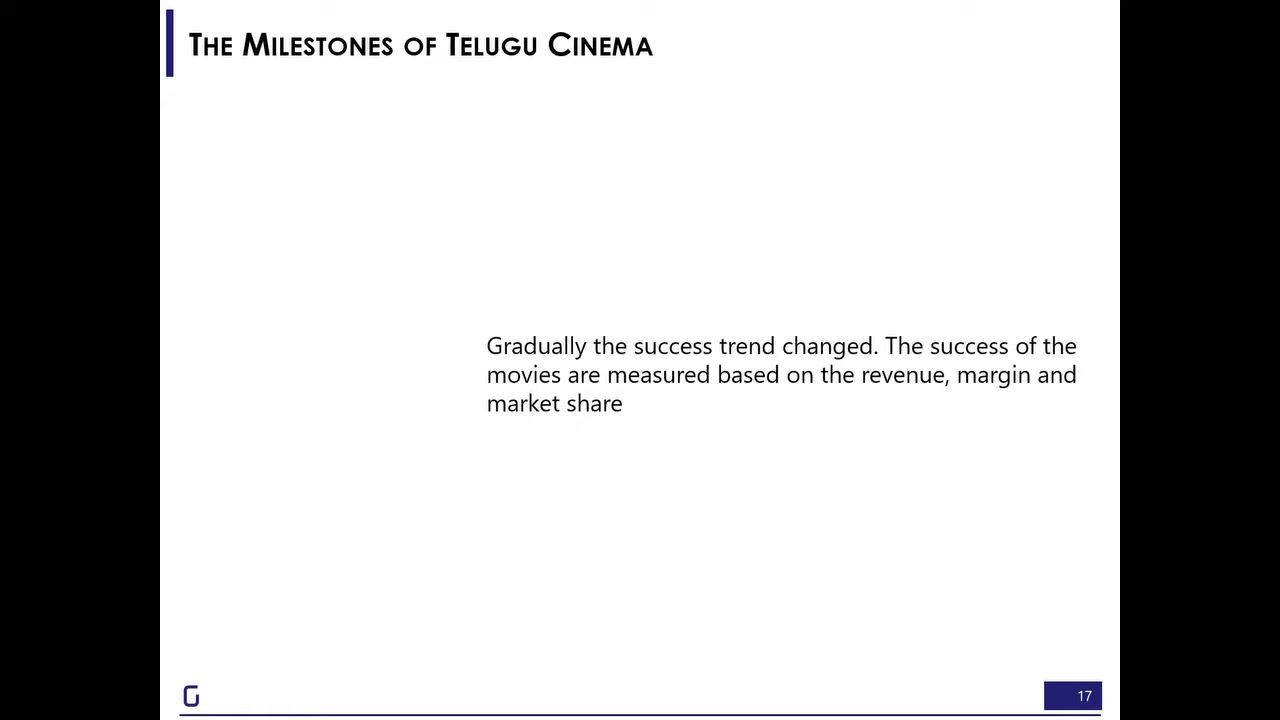 The Milestones of Telugu Cinema
Gradually the success trend changed. The success of the
movies are measured based on the revenue, margin and
market share
G
17